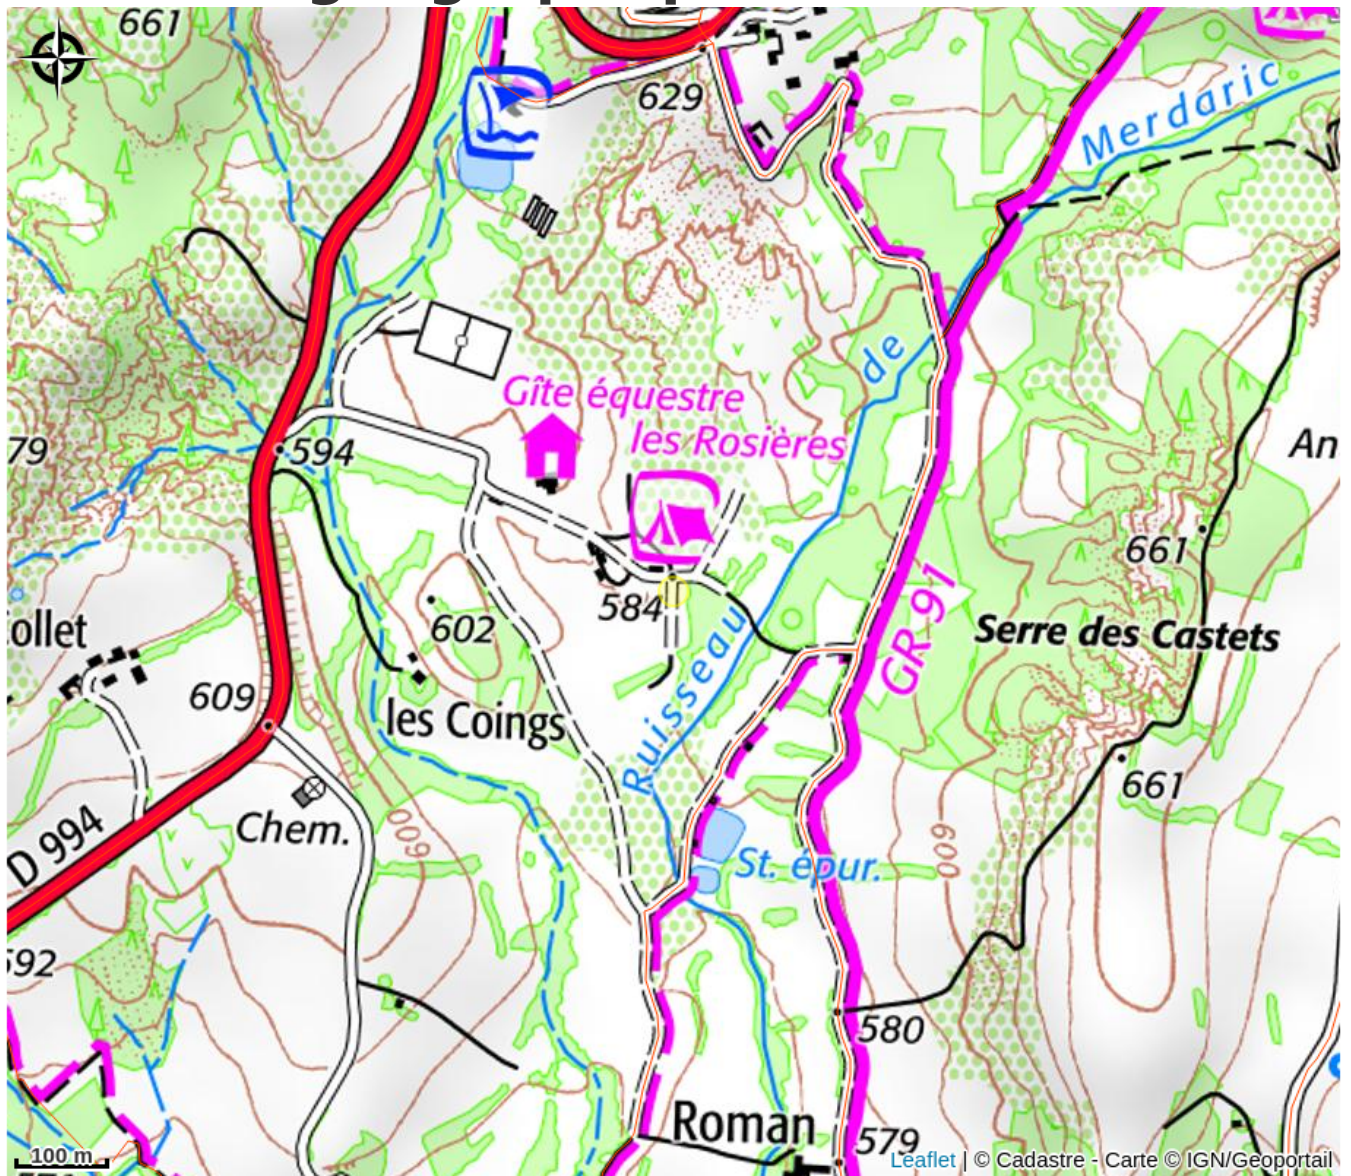 661
629
Merdaric
de
Gîte équestre
les Rosières
594
79
An
661
584
602
GR 91
Serre des Castets
ollet
Ruisseau
609
les Coings
661
Chem.
600
600
D 994
St. épur.
592
580
Roman
579
100 m
Leaflet | © Cadastre - Carte © IGN/Geoportail